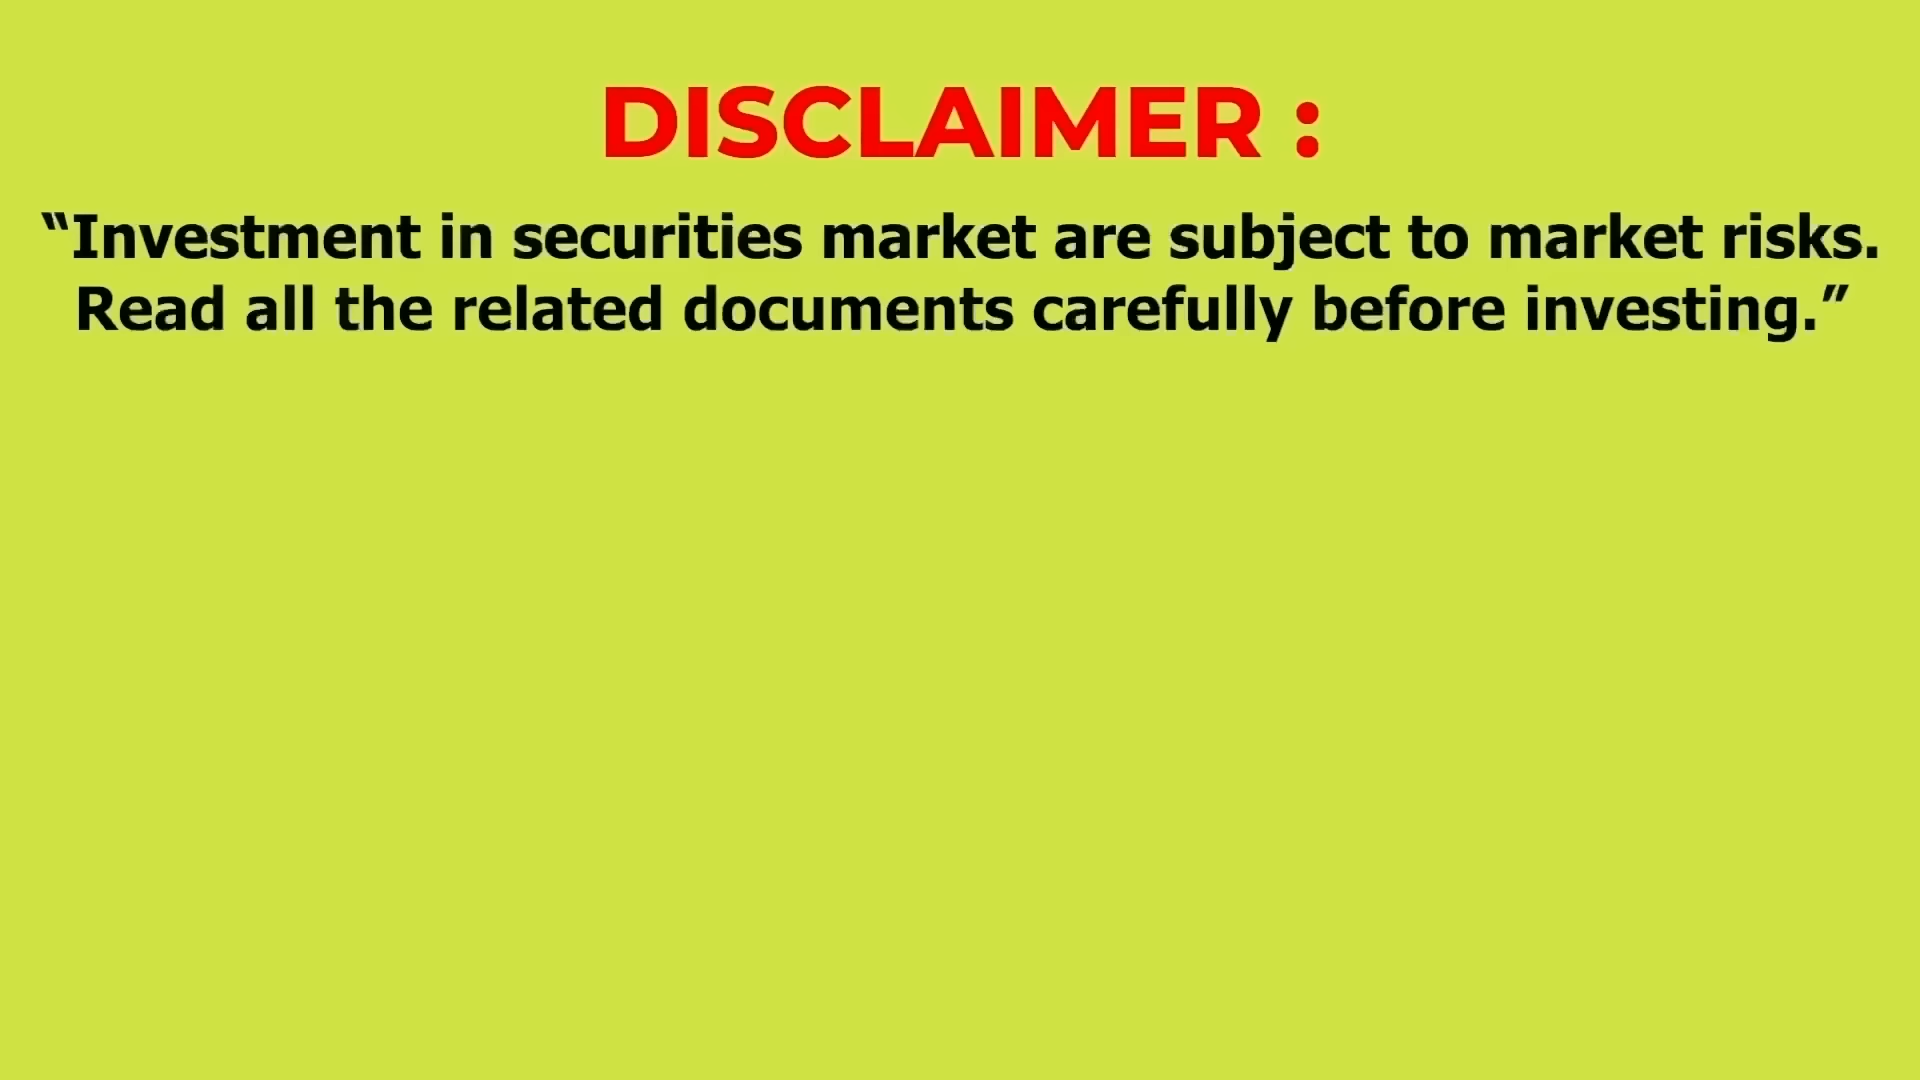 DISCLAIMER :
“Investment in securities market are subject to market risks.
Read all the related documents carefully before investing.”